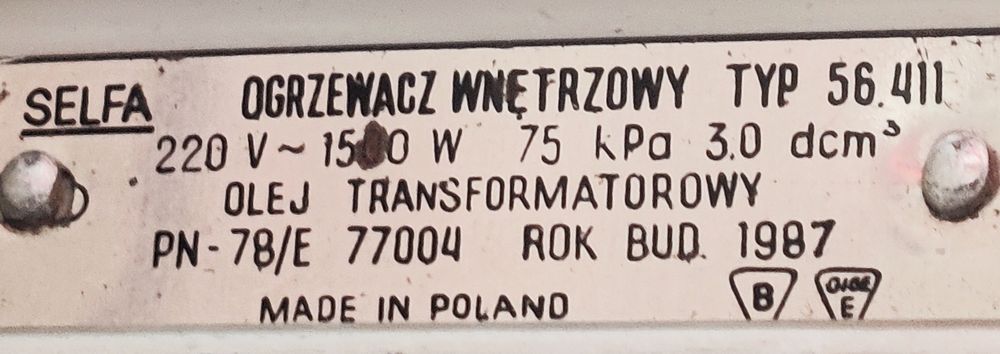 SELFA OGRZEWACZ WNĘTRZOWY TYP 56.411
220 V ~ 1500 W 75 kPa 3.0 dcm³
OLEJ TRANSFORMATOROWY
PN-78/E 77004 ROK BUD. 1987
MADE IN POLAND B E